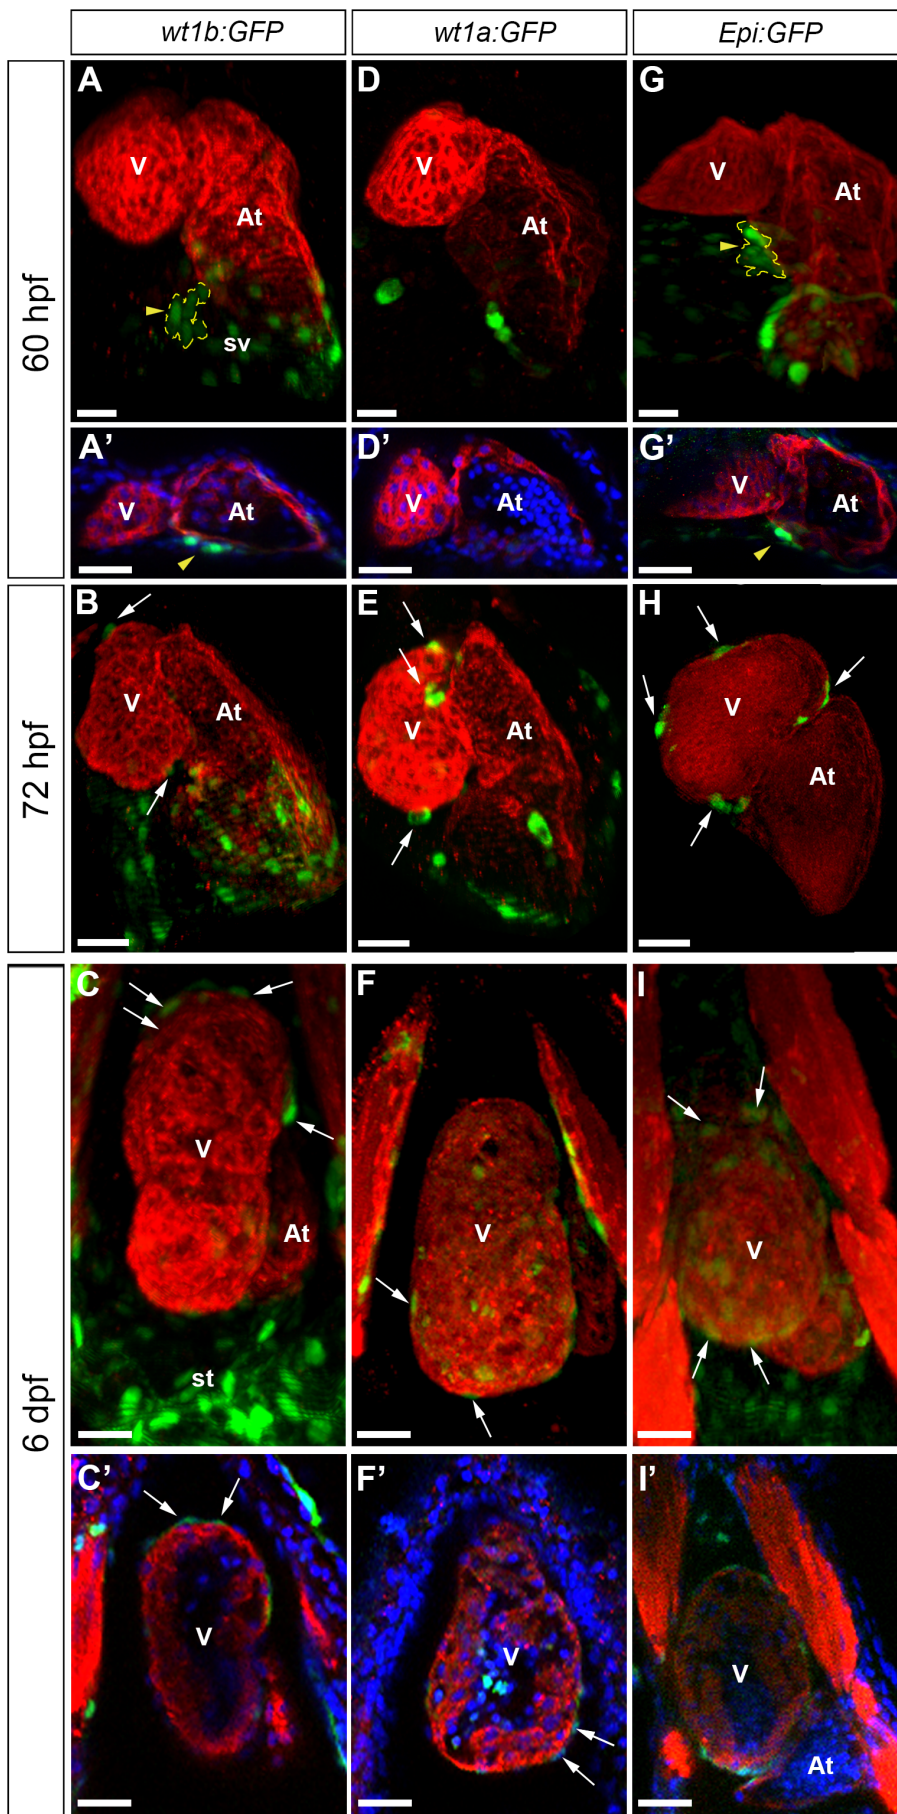 wt1b:GFP wt1a:GFP Epi:GFP
60 hpf
A V At sv
D V At
G V At
A’ V At
D’ V At
G’ V At
72 hpf
B V At
E V At
H V At
6 dpf
C V At st
F V
I V
C’ V
F’ V
I’ V At